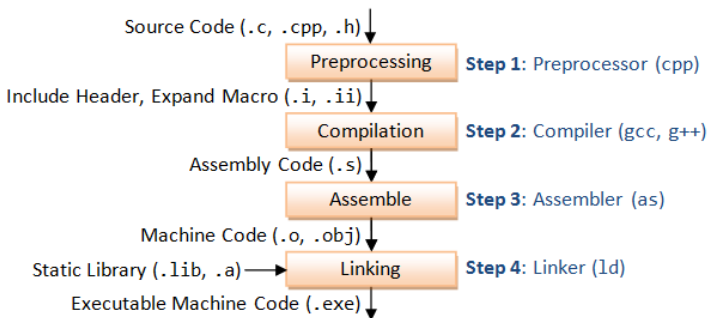 Source Code (.c, .cpp, .h)
Preprocessing
Step 1: Preprocessor (cpp)
Include Header, Expand Macro (.i, .ii)
Compilation
Step 2: Compiler (gcc, g++)
Assembly Code (.s)
Assemble
Step 3: Assembler (as)
Machine Code (.o, .obj)
Static Library (.lib, .a)
Linking
Step 4: Linker (ld)
Executable Machine Code (.exe)